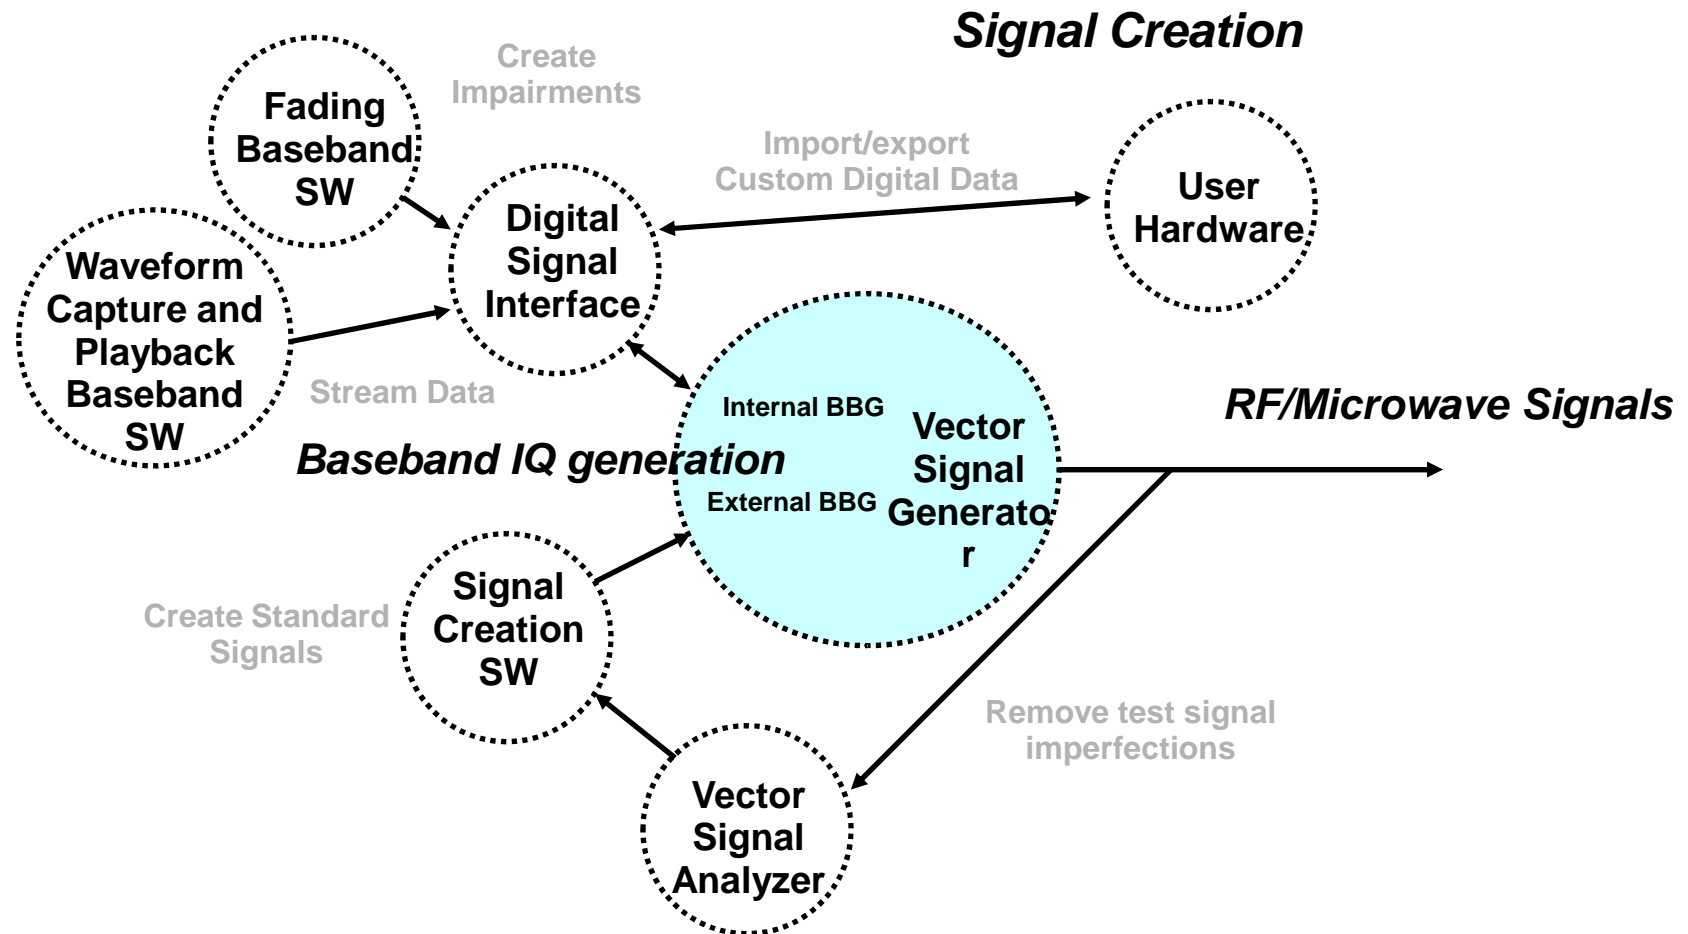 Signal Creation
Create
Impairments
Fading
Baseband
SW
Import/export
Custom Digital Data
User
Hardware
Digital
Signal
Interface
Waveform
Capture and
Playback
Baseband
SW
Stream Data
Baseband IQ generation
Internal BBG
External BBG
Vector
Signal
Generato
r
RF/Microwave Signals
Create Standard
Signals
Signal
Creation
SW
Remove test signal
imperfections
Vector
Signal
Analyzer